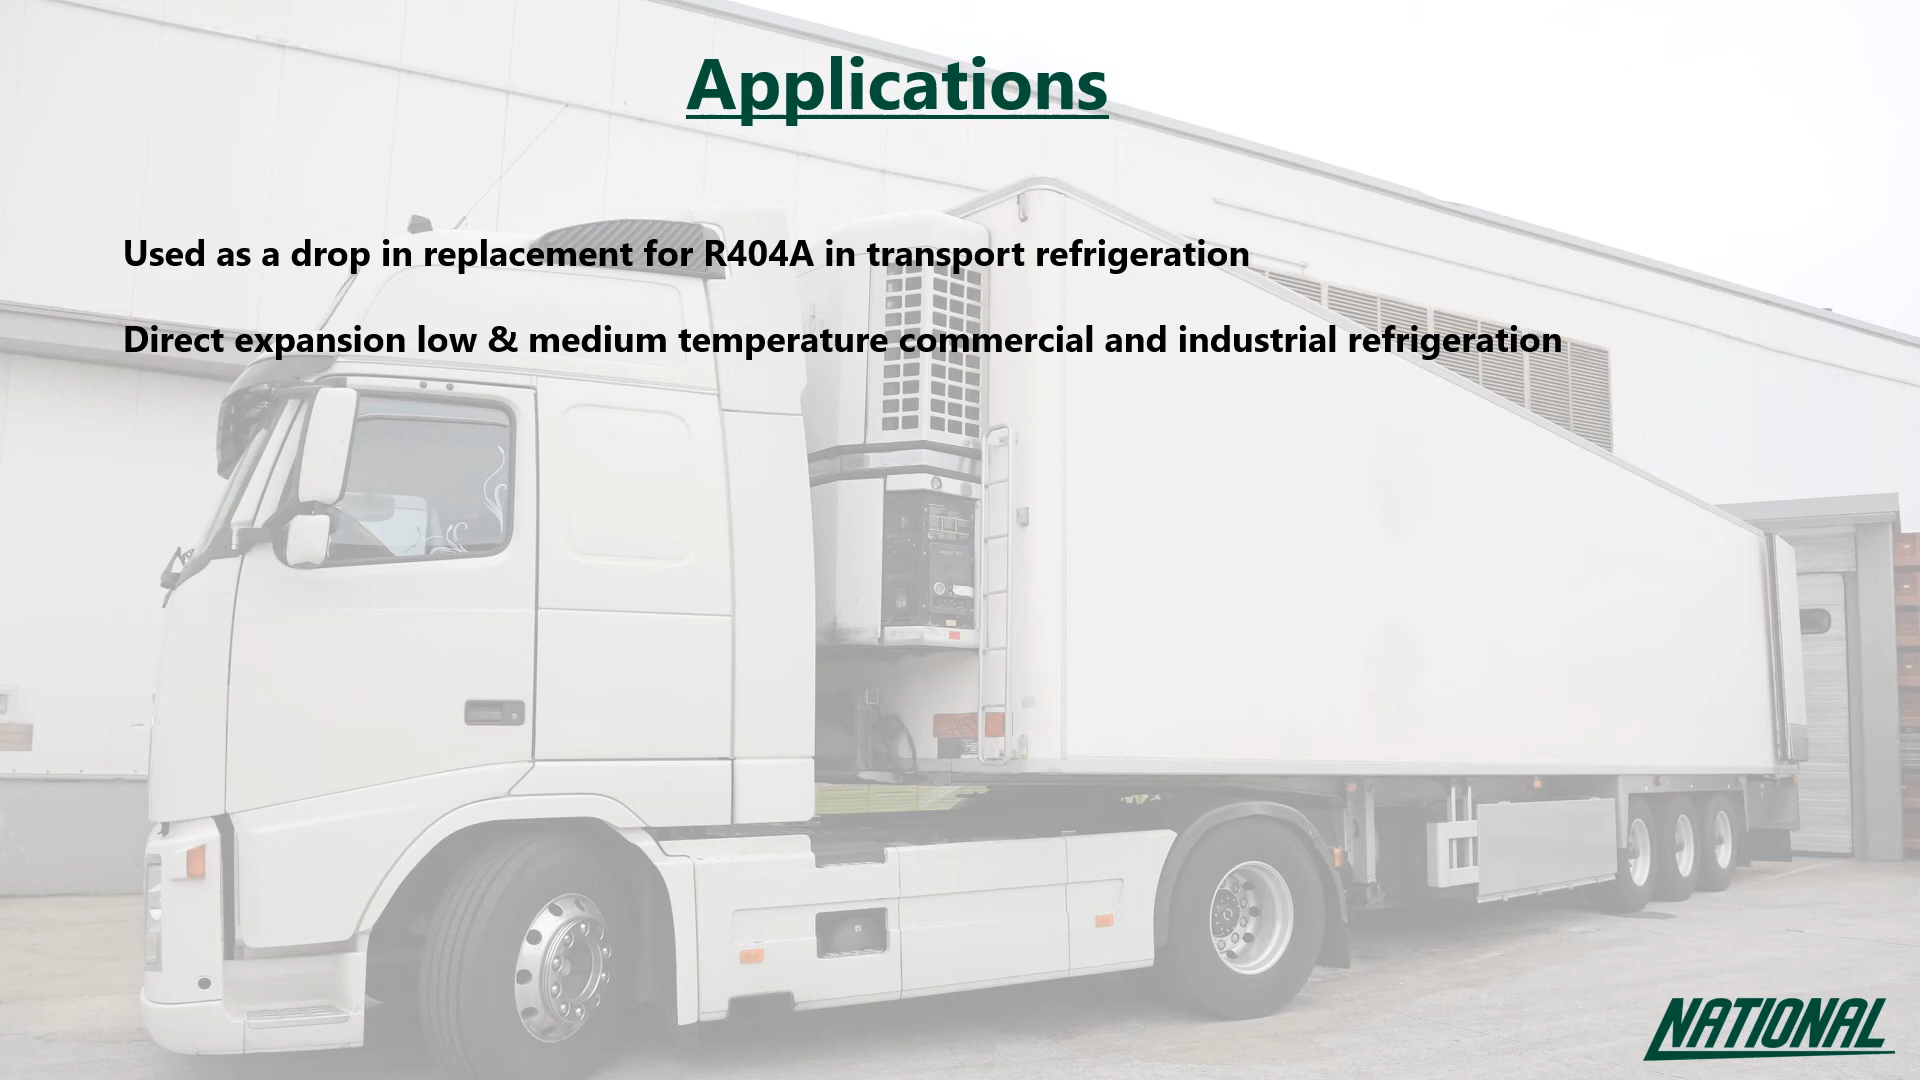 Applications
Used as a drop in replacement for R404A in transport refrigeration
Direct expansion low & medium temperature commercial and industrial refrigeration
NATIONAL